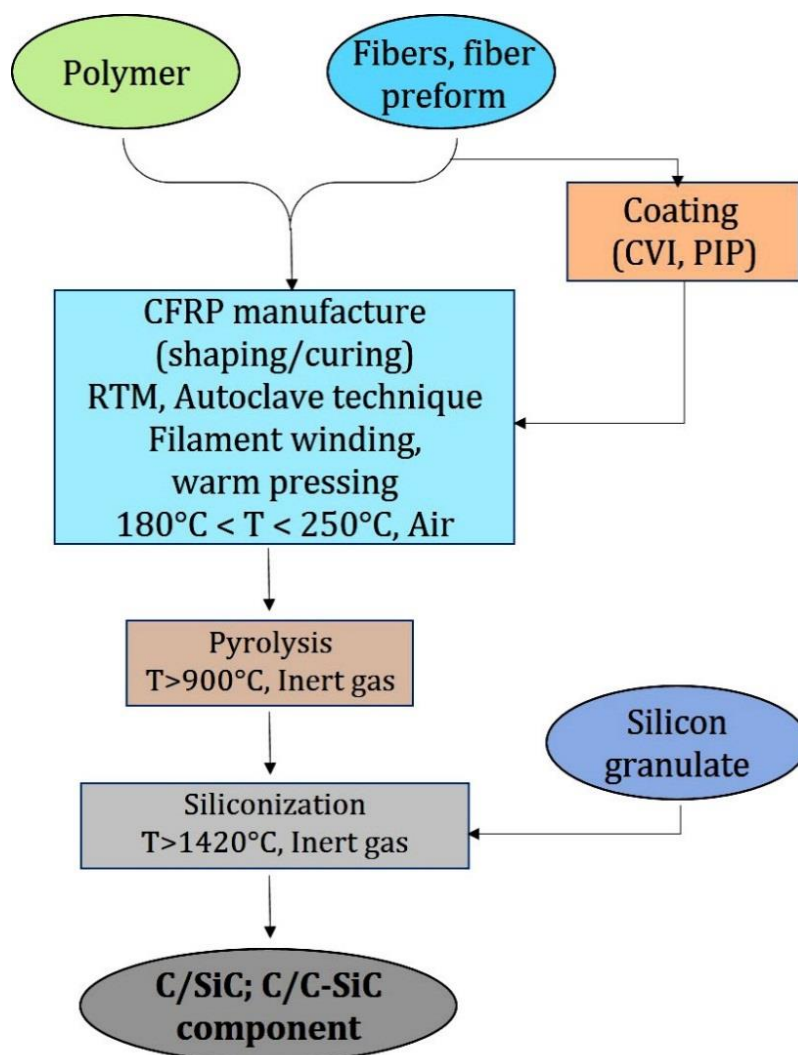 Polymer
Fibers, fiber
preform
Coating
(CVI, PIP)
CFRP manufacture
(shaping/curing)
RTM, Autoclave technique
Filament winding,
warm pressing
180°C < T < 250°C, Air
Pyrolysis
T>900°C, Inert gas
Silicon
granulate
Siliconization
T>1420°C, Inert gas
C/SiC; C/C-SiC
component